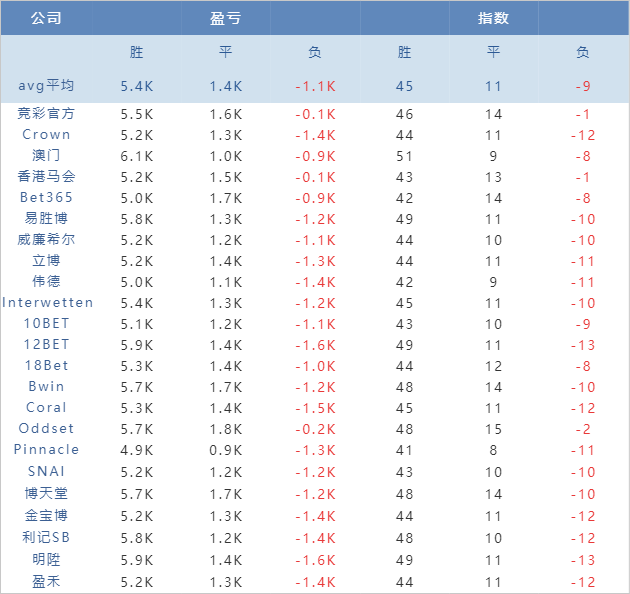 公司 盈亏 指数
胜 平 负 胜 平 负
avg平均 5.4K 1.4K -1.1K 45 11 -9
竞彩官方 5.5K 1.6K -0.1K 46 14 -1
Crown 5.2K 1.3K -1.4K 44 11 -12
澳门 6.1K 1.0K -0.9K 51 9 -8
香港马会 5.2K 1.5K -0.1K 43 13 -1
Bet365 5.0K 1.7K -0.9K 42 14 -8
易胜博 5.8K 1.3K -1.2K 49 11 -10
威廉希尔 5.2K 1.2K -1.1K 44 10 -10
立博 5.2K 1.4K -1.3K 44 11 -11
伟德 5.0K 1.1K -1.4K 42 9 -11
Interwetten 5.4K 1.3K -1.2K 45 11 -10
10BET 5.1K 1.2K -1.1K 43 10 -9
12BET 5.9K 1.4K -1.6K 49 11 -13
18Bet 5.3K 1.4K -1.0K 44 12 -8
Bwin 5.7K 1.7K -1.2K 48 14 -10
Coral 5.3K 1.4K -1.5K 45 11 -12
Oddset 5.7K 1.8K -0.2K 48 15 -2
Pinnacle 4.9K 0.9K -1.3K 41 8 -11
SNAI 5.2K 1.2K -1.2K 43 10 -10
博天堂 5.7K 1.7K -1.2K 48 14 -10
金宝博 5.2K 1.3K -1.4K 44 11 -12
利记SB 5.8K 1.2K -1.4K 48 10 -12
明陞 5.9K 1.4K -1.6K 49 11 -13
盈禾 5.2K 1.3K -1.4K 44 11 -12